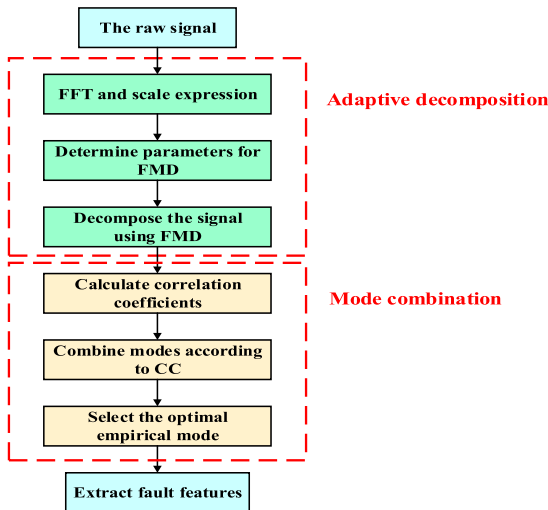 The raw signal
FFT and scale expression
Adaptive decomposition
Determine parameters for
FMD
Decompose the signal
using FMD
Calculate correlation
coefficients
Mode combination
Combine modes according
to CC
Select the optimal
empirical mode
Extract fault features